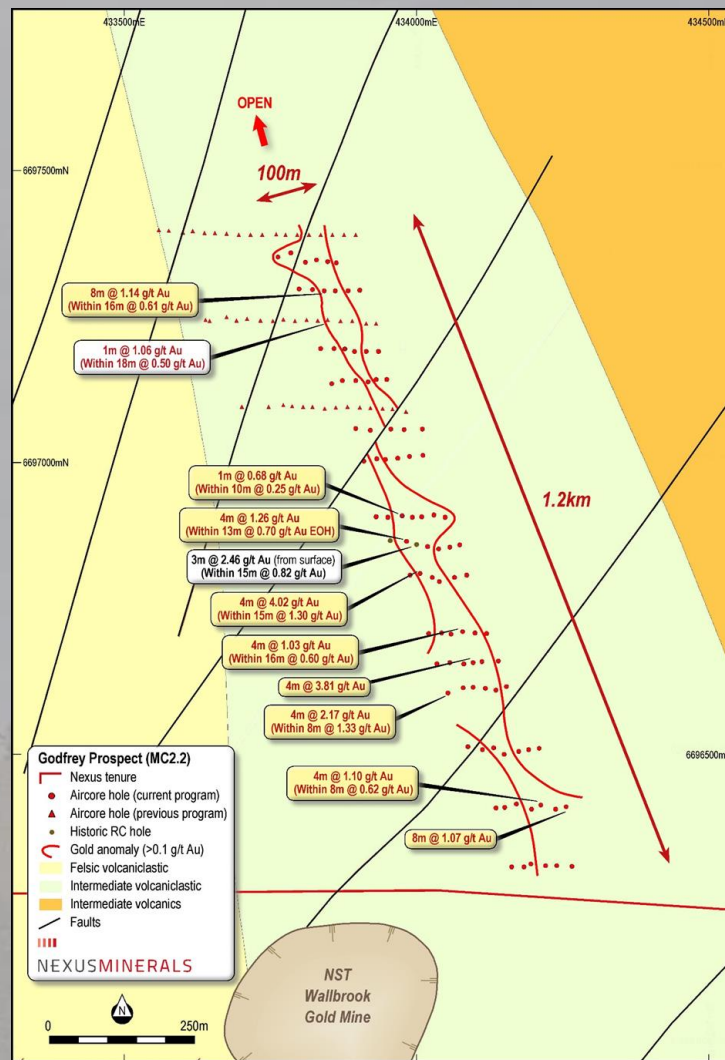 433500mE
434000mE
434500mE
OPEN
100m
6697500mN
8m @ 1.14 g/t Au
(Within 16m @ 0.61 g/t Au)
1m @ 1.06 g/t Au
(Within 18m @ 0.50 g/t Au)
6697000mN
1m @ 0.68 g/t Au
(Within 10m @ 0.25 g/t Au)
1.2km
4m @ 1.26 g/t Au
(Within 13m @ 0.70 g/t Au EOH)
3m @ 2.46 g/t Au (from surface)
(Within 15m @ 0.82 g/t Au)
4m @ 4.02 g/t Au
(Within 15m @ 1.30 g/t Au)
4m @ 1.03 g/t Au
(Within 16m @ 0.60 g/t Au)
4m @ 3.81 g/t Au
4m @ 2.17 g/t Au
(Within 8m @ 1.33 g/t Au)
6696500mN
4m @ 1.10 g/t Au
(Within 8m @ 0.62 g/t Au)
8m @ 1.07 g/t Au
Godfrey Prospect (MC2.2)
Nexus tenure
Aircore hole (current program)
Aircore hole (previous program)
Historic RC hole
Gold anomaly (>0.1 g/t Au)
Felsic volcaniclastic
Intermediate volcaniclastic
Intermediate volcanics
Faults
NEXUSMINERALS
NST
Wallbrook
Gold Mine
N
0 250m